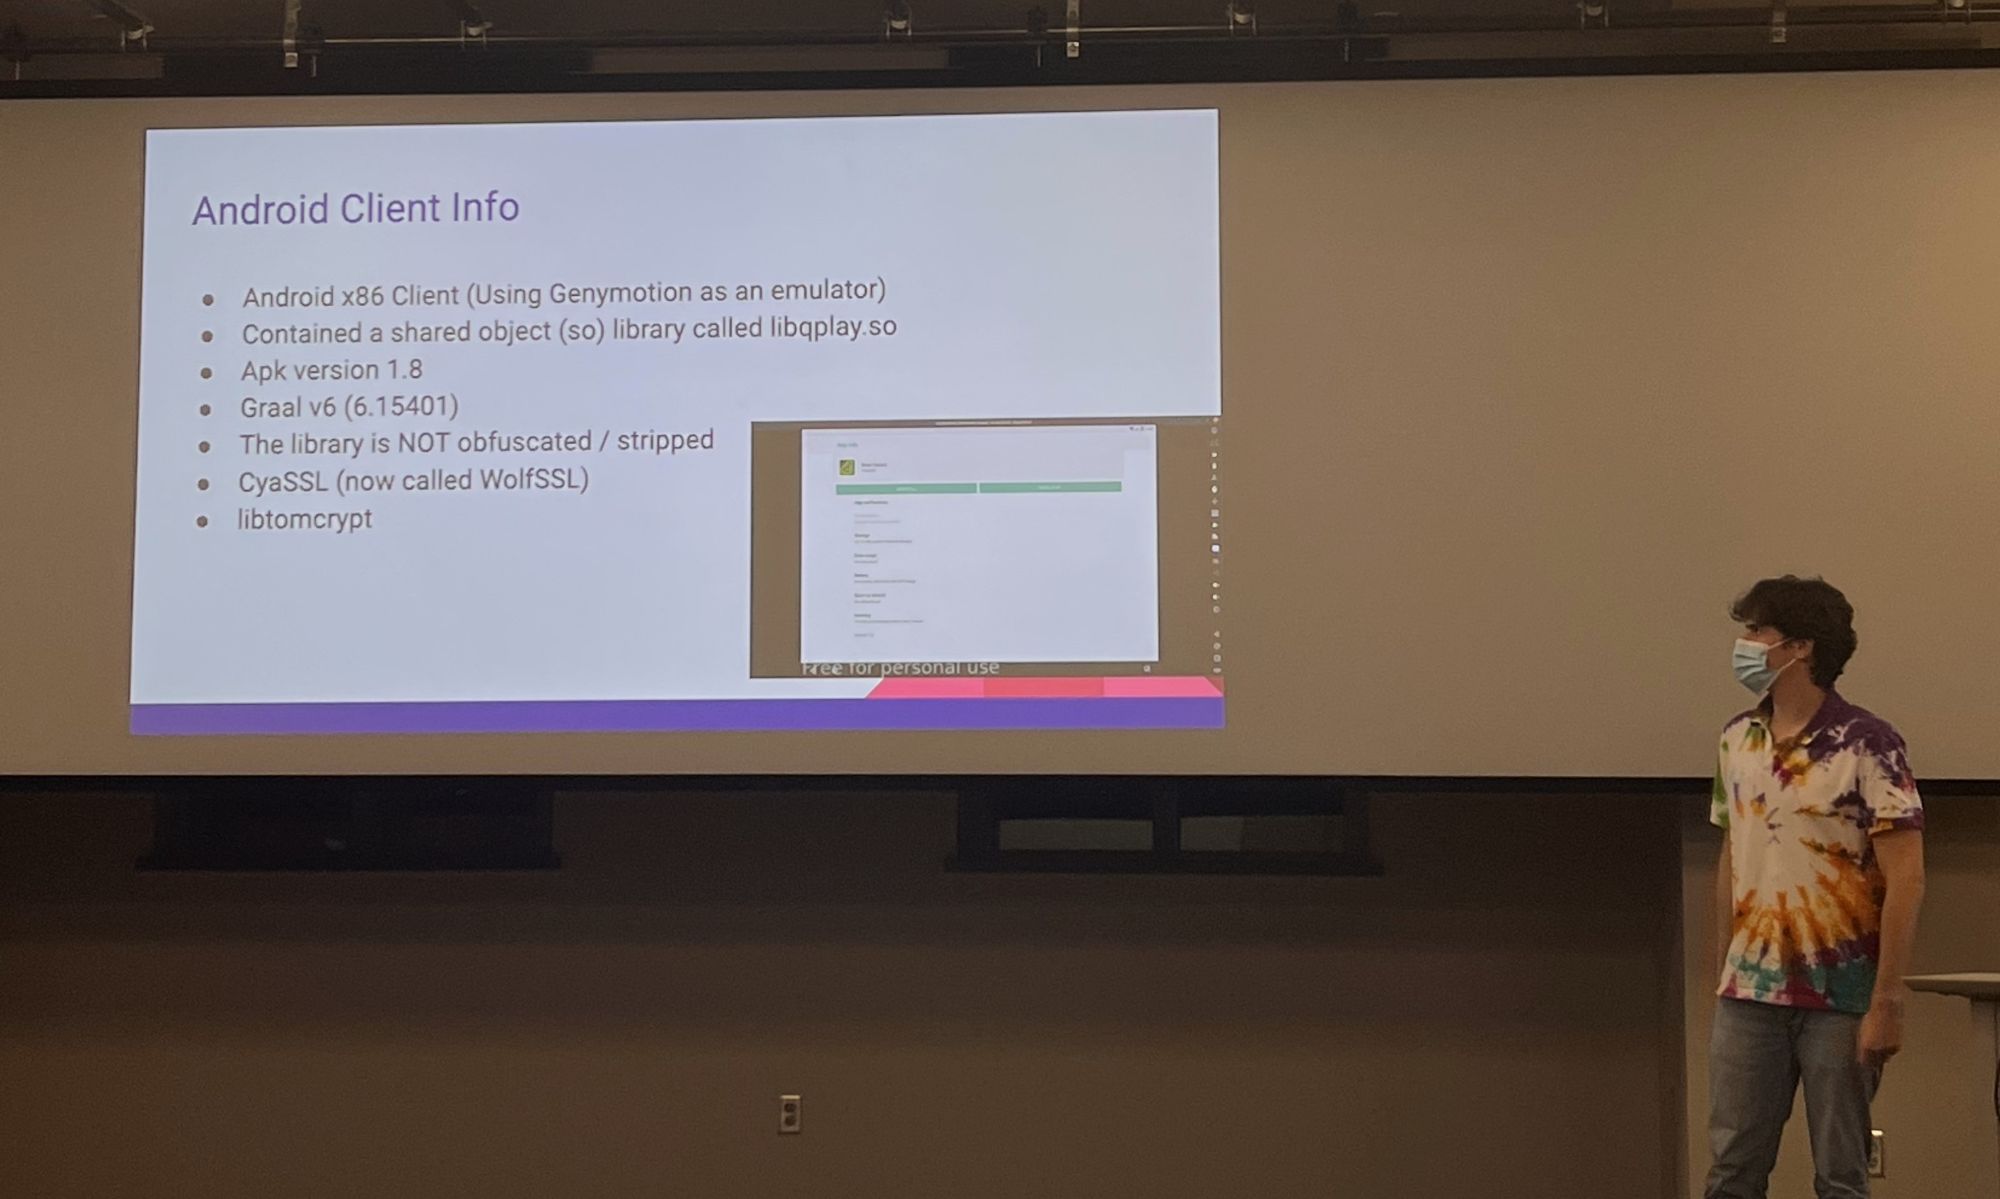 Android Client Info
Android x86 Client (Using Genymotion as an emulator)
Contained a shared object (so) library called libqplay.so
Apk version 1.8
Graal v6 (6.15401)
The library is NOT obfuscated / stripped
CyaSSL (now called WolfSSL)
libtomcrypt
Free for personal use